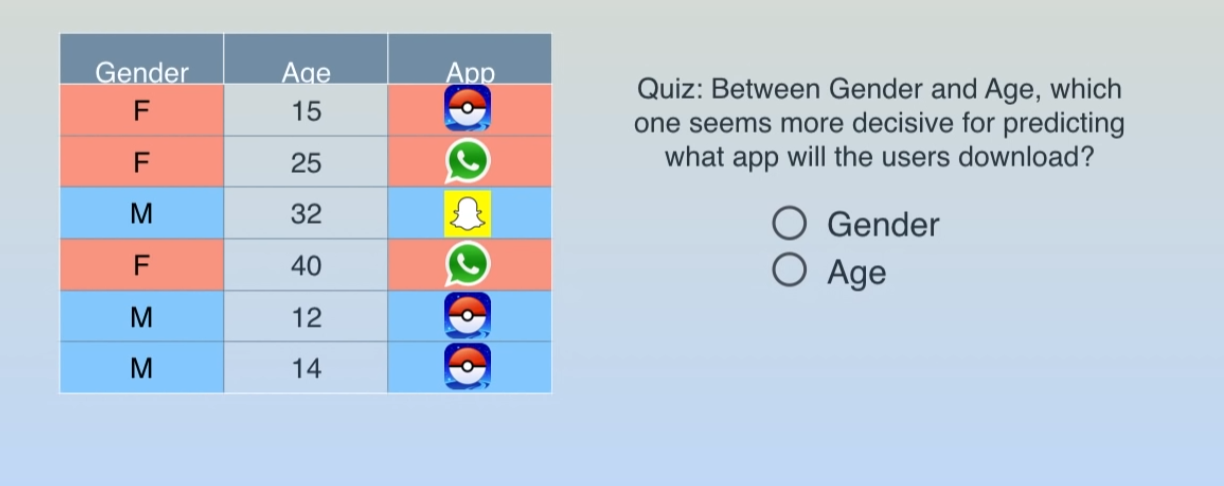 Gender Age App
F 15
F 25
M 32
F 40
M 12
M 14
Quiz: Between Gender and Age, which
one seems more decisive for predicting
what app will the users download?
Gender
Age